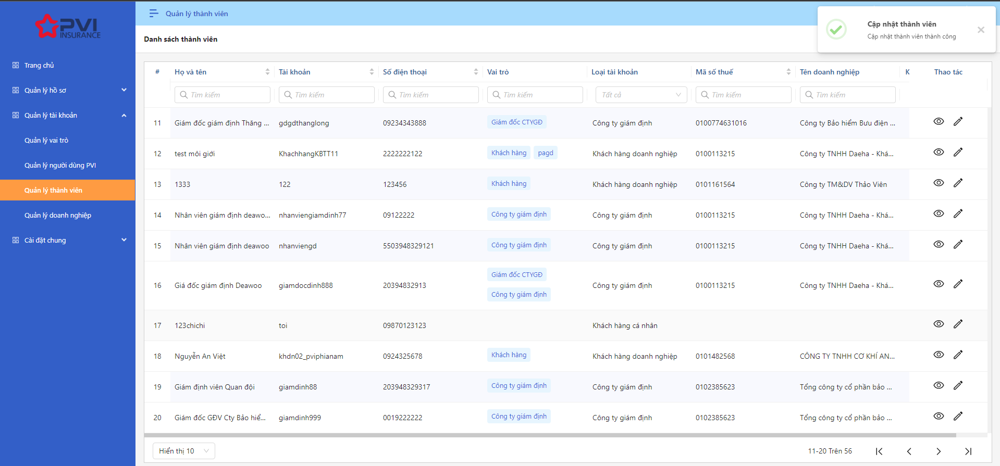 PVI
INSURANCE
Trang chủ
Quản lý hồ sơ
Quản lý tài khoản
Quản lý vai trò
Quản lý người dùng PVI
Quản lý thành viên
Quản lý doanh nghiệp
Cài đặt chung
Quản lý thành viên
Danh sách thành viên
Cập nhật thành viên
Cập nhật thành viên thành công
# Họ và tên Tài khoản Số điện thoại Vai trò Loại tài khoản Mã số thuế Tên doanh nghiệp K Thao tác
Tìm kiếm Tìm kiếm Tìm kiếm Tìm kiếm Tất cả Tìm kiếm Tìm kiếm
11 Giám đốc giám định Thăng ... gdgdthanglong 09234343888 Giám đốc CTYGĐ Công ty giám định 0100774631016 Công ty Bảo hiểm Bưu điện ...
12 test môi giới KhachhangKBTT11 2222222122 Khách hàng pagd Khách hàng doanh nghiệp 0100113215 Công ty TNHH Daeha - Khá...
13 1333 122 123456 Khách hàng Khách hàng doanh nghiệp 0101161564 Công ty TM&DV Thảo Viên
14 Nhân viên giám định deawo... nhanviengiamdinh77 09122222 Công ty giám định Công ty giám định 0100113215 Công ty TNHH Daeha - Khá...
15 Nhân viên giám định deawoo nhanviengd 5503948329121 Công ty giám định Công ty giám định 0100113215 Công ty TNHH Daeha - Khá...
16 Giá đốc giám định Deawoo giamdocdinh888 20394832913 Giám đốc CTYGĐ Công ty giám định Công ty giám định 0100113215 Công ty TNHH Daeha - Khá...
17 123chichi toi 09870123123 Khách hàng cá nhân
18 Nguyễn An Việt khdn02_pviphianam 0924325678 Khách hàng Khách hàng doanh nghiệp 0101482568 CÔNG TY TNHH CƠ KHÍ AN...
19 Giám định viên Quan đội giamdinh88 203948329317 Công ty giám định Công ty giám định 0102385623 Tổng công ty cổ phần bảo ...
20 Giám đốc GĐV Cty Bảo hiể... giamdinh999 0019222222 Công ty giám định Công ty giám định 0102385623 Tổng công ty cổ phần bảo ...
Hiển thị 10
11-20 Trên 56